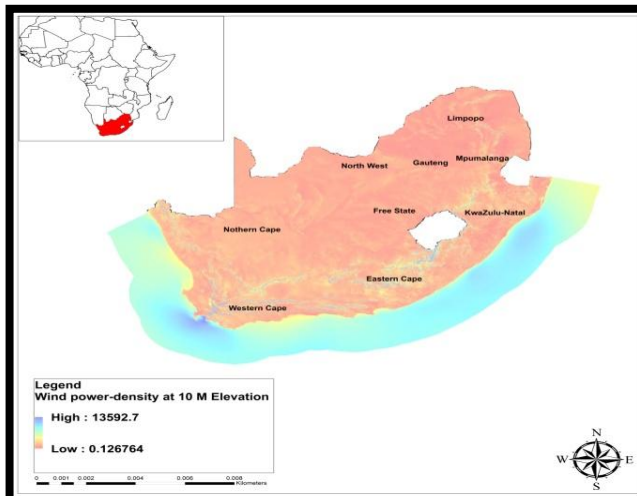 Limpopo
North West
Gauteng
Mpumalanga
Free State
KwaZulu-Natal
Nothern Cape
Eastern Cape
Western Cape
Legend
Wind power-density at 10 M Elevation
High : 13592.7
Low : 0.126764
0 0.001 0.002 0.004 0.006 0.008
Kilometers
N
W E
S